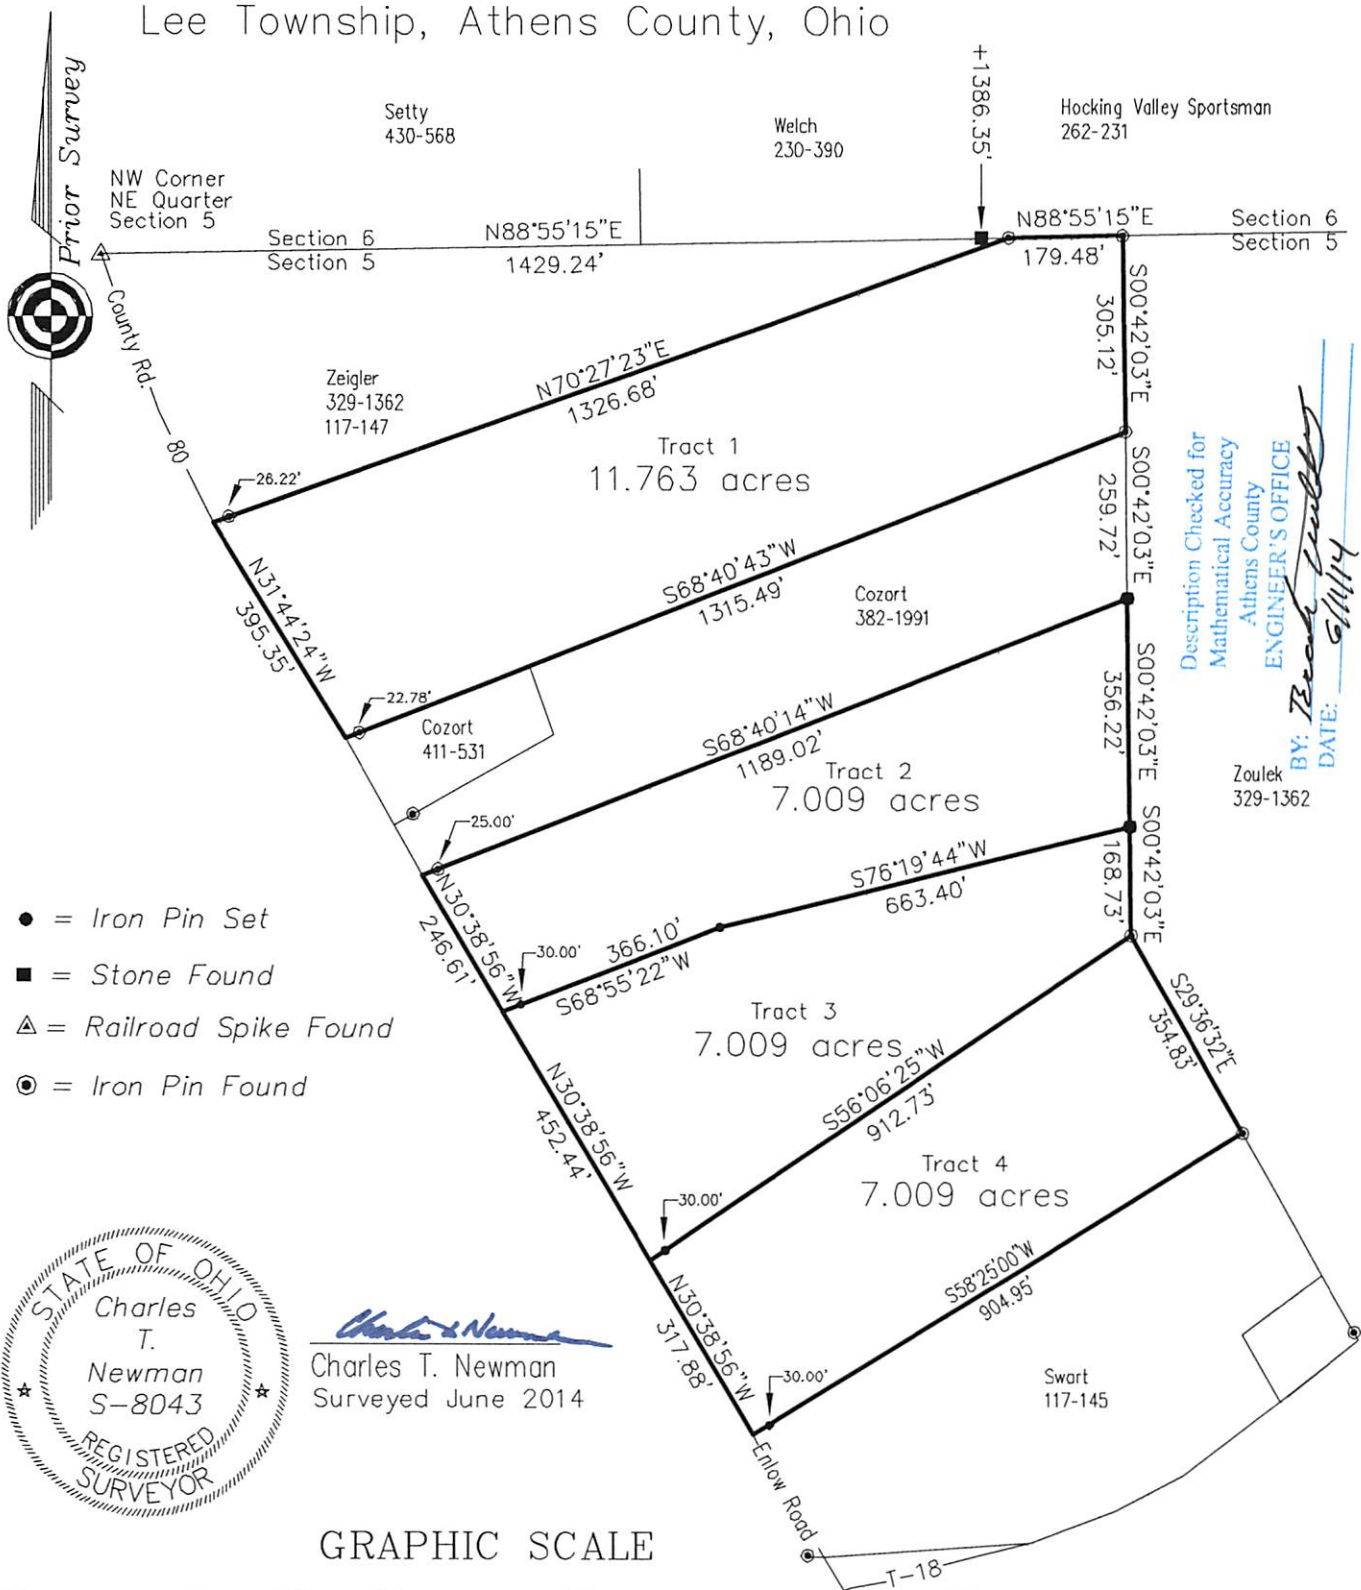 Lee Township, Athens County, Ohio
Prior Survey
+1386.35'
Setty
430-568
Welch
230-390
Hocking Valley Sportsman
262-231
NW Corner
NE Quarter
Section 5
Section 6
Section 5
N88°55'15"E
1429.24'
N88°55'15"E
179.48'
Section 6
Section 5
County Rd. 80
S00°42'03"E
305.12'
Zeigler
329-1362
117-147
N70°27'23"E
1326.68'
Tract 1
11.763 acres
26.22'
S00°42'03"E
259.72'
Description Checked for
Mathematical Accuracy
Athens County
ENGINEER'S OFFICE
BY:
DATE: 6/11/14
N31°44'24"W
395.35'
S68°40'43"W
1315.49'
Cozort
382-1991
22.78'
Cozort
411-531
S68°40'14"W
1189.02'
S00°42'03"E
356.22'
Tract 2
7.009 acres
Zoulek
329-1362
25.00'
S76°19'44"W
663.40'
S00°42'03"E
168.73'
● = Iron Pin Set
■ = Stone Found
△ = Railroad Spike Found
◉ = Iron Pin Found
N30°38'56"W
246.61'
30.00'
366.10'
S68°55'22"W
Tract 3
7.009 acres
S29°36'32"E
354.83'
N30°38'56"W
452.44'
S56°06'25"W
912.73'
Tract 4
7.009 acres
30.00'
S58°25'00"W
904.95'
N30°38'56"W
317.88'
30.00'
Swart
117-145
Enlow Road
T-18
STATE OF OHIO
Charles
T.
Newman
S-8043
REGISTERED
SURVEYOR
Charles T. Newman
Charles T. Newman
Surveyed June 2014
GRAPHIC SCALE